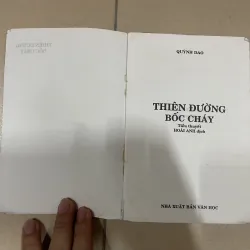 QUỲNH DAO
THIÊN ĐƯỜNG
BỐC CHÁY
Tiểu thuyết
HOÀI ANH dịch
NHÀ XUẤT BẢN VĂN HỌC